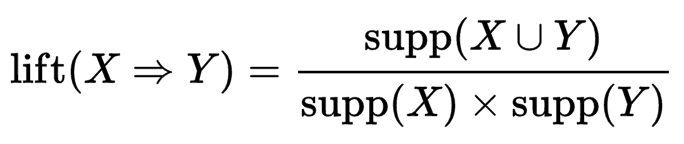 lift(X ⇒ Y) = supp(X ∪ Y) / supp(X) × supp(Y)